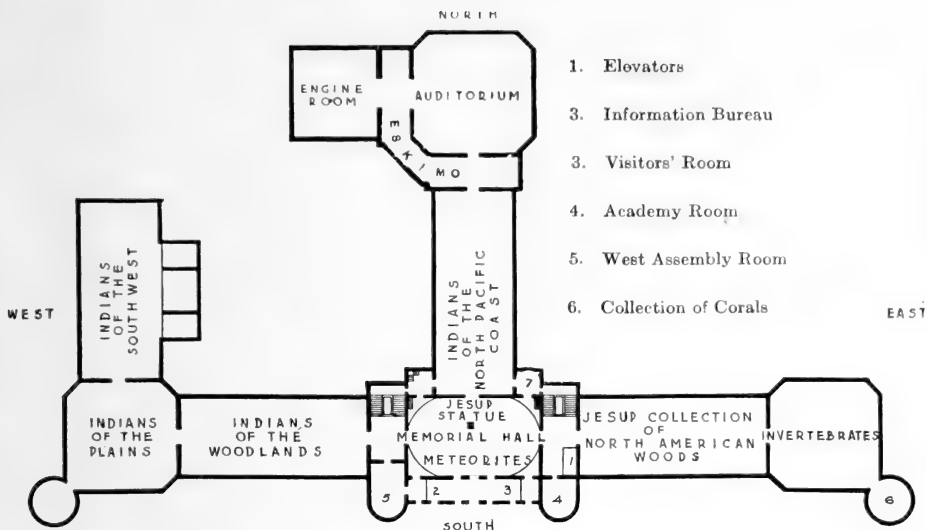 NORTH
ENGINE
ROOM
AUDITORIUM
ESKIMO
1. Elevators
3. Information Bureau
3. Visitors' Room
4. Academy Room
5. West Assembly Room
6. Collection of Corals
WEST
EAST
INDIANS
OF THE
SOUTHWEST
INDIANS
OF THE
NORTH PACIFIC
COAST
7
INDIANS
OF THE
PLAINS
INDIANS
OF THE
WOODLANDS
JESUP
STATUE
MEMORIAL HALL
METEORITES
JESUP COLLECTION
OF
NORTH AMERICAN
WOODS
INVERTEBRATES
1
5
2
3
4
6
SOUTH